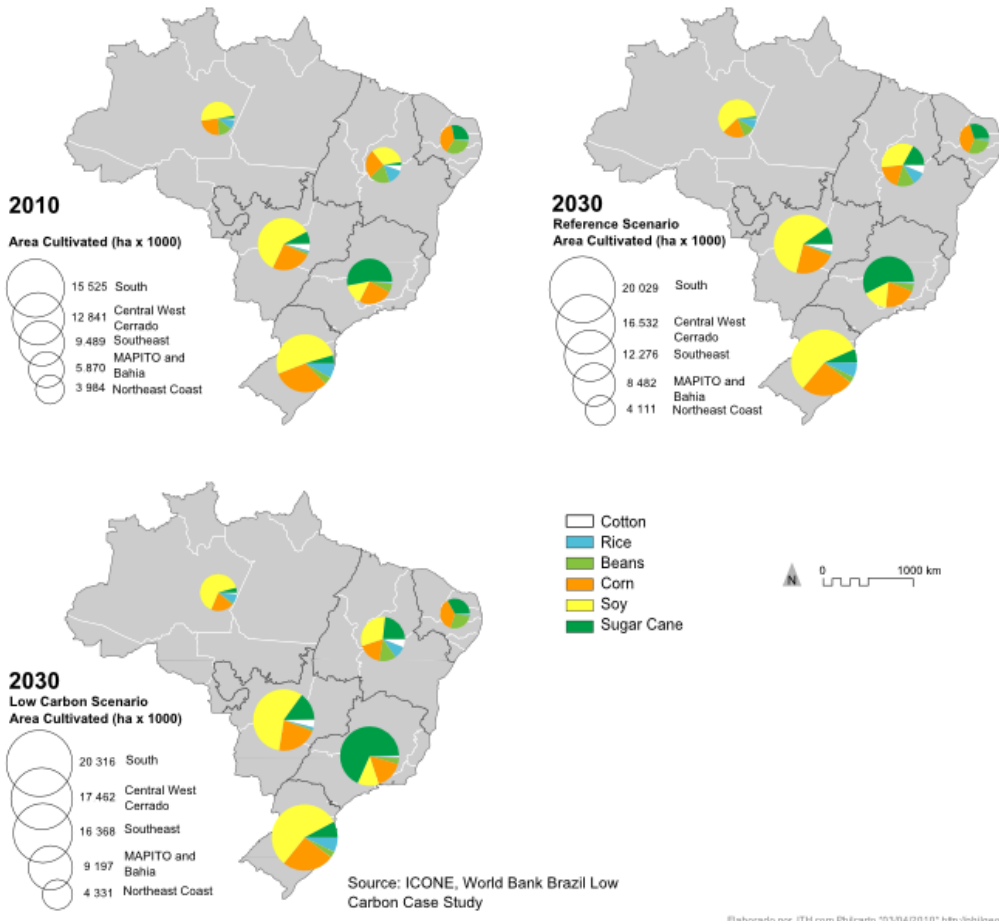 2010
Area Cultivated (ha x 1000)
15 525 South
12 841 Central West
Cerrado
9 489 Southeast
5 870 MAPITO and
Bahia
3 984 Northeast Coast
2030
Reference Scenario
Area Cultivated (ha x 1000)
20 029 South
16 532 Central West
Cerrado
12 276 Southeast
8 482 MAPITO and
Bahia
4 111 Northeast Coast
2030
Low Carbon Scenario
Area Cultivated (ha x 1000)
20 316 South
17 462 Central West
Cerrado
16 368 Southeast
9 197 MAPITO and
Bahia
4 331 Northeast Coast
Cotton
Rice
Beans
Corn
Soy
Sugar Cane
N
0 1000 km
Source: ICONE, World Bank Brazil Low
Carbon Case Study
Elaborado por